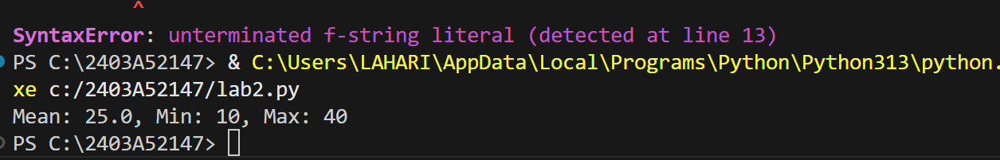 ^
SyntaxError: unterminated f-string literal (detected at line 13)
PS C:\2403A52147> & C:\Users\LAHARI\AppData\Local\Programs\Python\Python313\python.
xe c:/2403A52147/lab2.py
Mean: 25.0, Min: 10, Max: 40
PS C:\2403A52147>